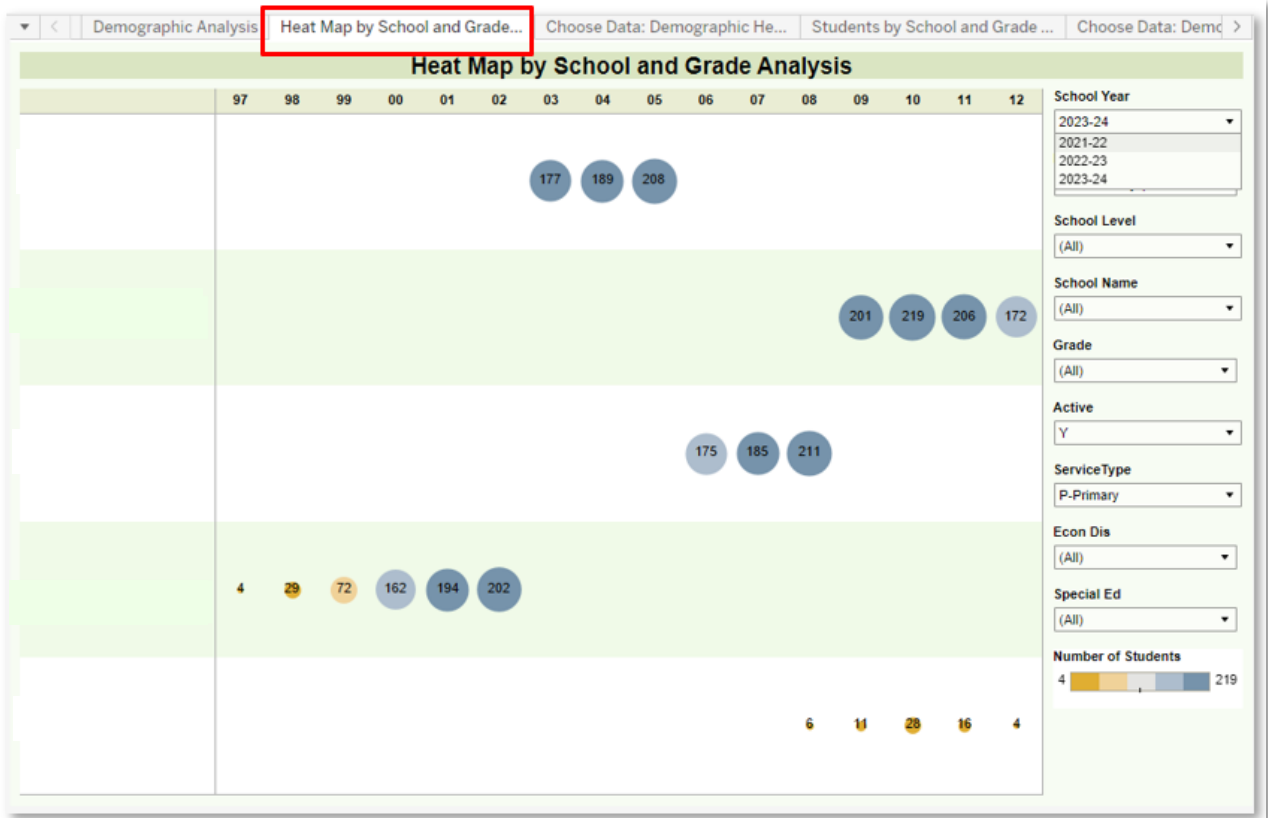 Demographic Analysis
Heat Map by School and Grade...
Choose Data: Demographic He...
Students by School and Grade ...
Choose Data: Demo
Heat Map by School and Grade Analysis
97 98 99 00 01 02 03 04 05 06 07 08 09 10 11 12
177 189 208
201 219 206 172
175 185 211
4 29 72 162 194 202
6 11 28 16 4
School Year
2023-24
2021-22
2022-23
2023-24
School Level
(All)
School Name
(All)
Grade
(All)
Active
Y
ServiceType
P-Primary
Econ Dis
(All)
Special Ed
(All)
Number of Students
4 219